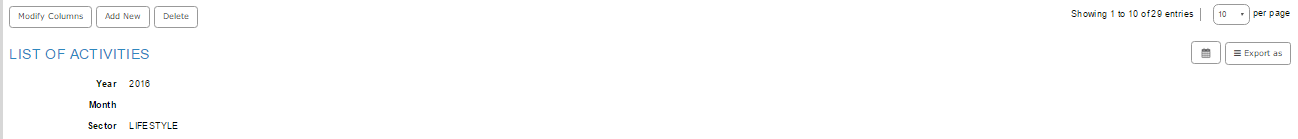 Modify Columns Add New Delete Showing 1 to 10 of 29 entries | 10 per page
LIST OF ACTIVITIES Export as
Year 2016
Month
Sector LIFESTYLE